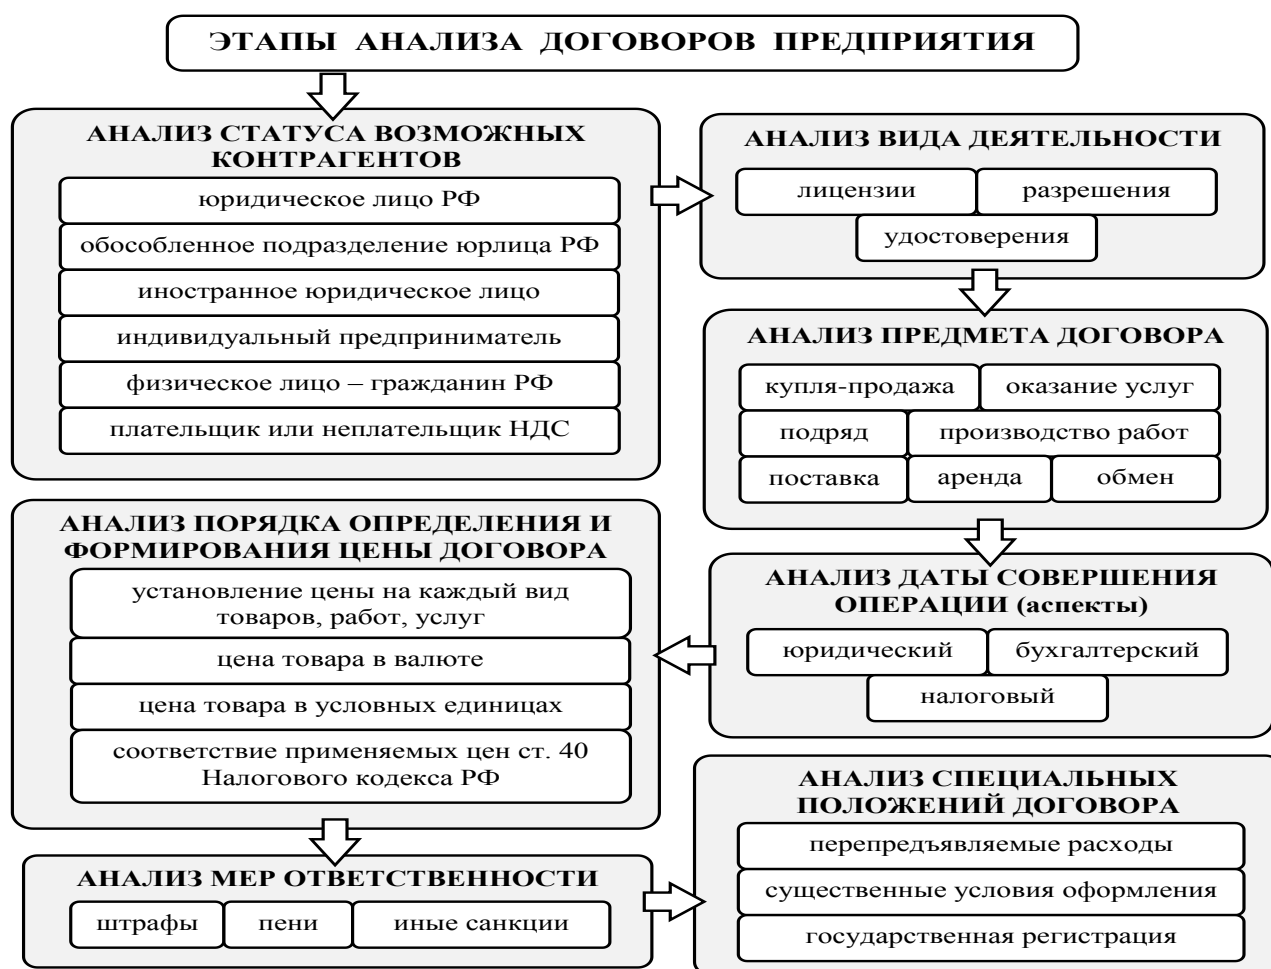 ЭТАПЫ АНАЛИЗА ДОГОВОРОВ ПРЕДПРИЯТИЯ
АНАЛИЗ СТАТУСА ВОЗМОЖНЫХ
КОНТРАГЕНТОВ
юридическое лицо РФ
обособленное подразделение юрлица РФ
иностранное юридическое лицо
индивидуальный предприниматель
физическое лицо – гражданин РФ
плательщик или неплательщик НДС
АНАЛИЗ ВИДА ДЕЯТЕЛЬНОСТИ
лицензии
разрешения
удостоверения
АНАЛИЗ ПРЕДМЕТА ДОГОВОРА
купля-продажа
оказание услуг
подряд
производство работ
поставка
аренда
обмен
АНАЛИЗ ДАТЫ СОВЕРШЕНИЯ
ОПЕРАЦИИ (аспекты)
юридический
бухгалтерский
налоговый
АНАЛИЗ ПОРЯДКА ОПРЕДЕЛЕНИЯ И
ФОРМИРОВАНИЯ ЦЕНЫ ДОГОВОРА
установление цены на каждый вид
товаров, работ, услуг
цена товара в валюте
цена товара в условных единицах
соответствие применяемых цен ст. 40
Налогового кодекса РФ
АНАЛИЗ МЕР ОТВЕТСТВЕННОСТИ
штрафы
пени
иные санкции
АНАЛИЗ СПЕЦИАЛЬНЫХ
ПОЛОЖЕНИЙ ДОГОВОРА
перепредъявляемые расходы
существенные условия оформления
государственная регистрация